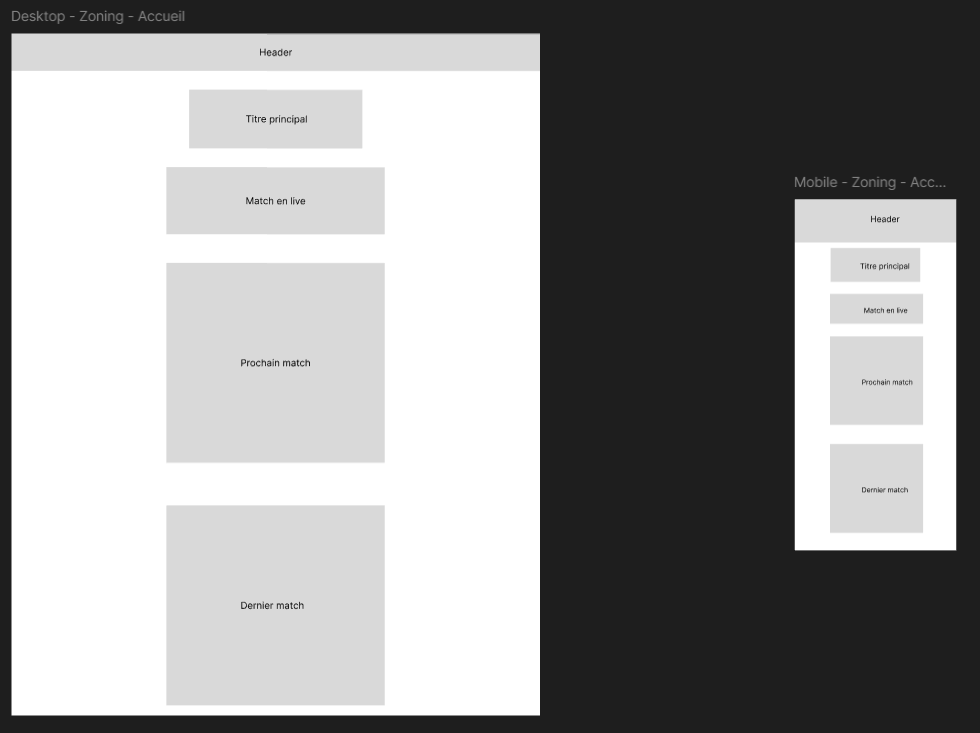 Desktop - Zoning - Accueil
Header
Titre principal
Match en live
Prochain match
Dernier match
Mobile - Zoning - Acc...
Header
Titre principal
Match en live
Prochain match
Dernier match